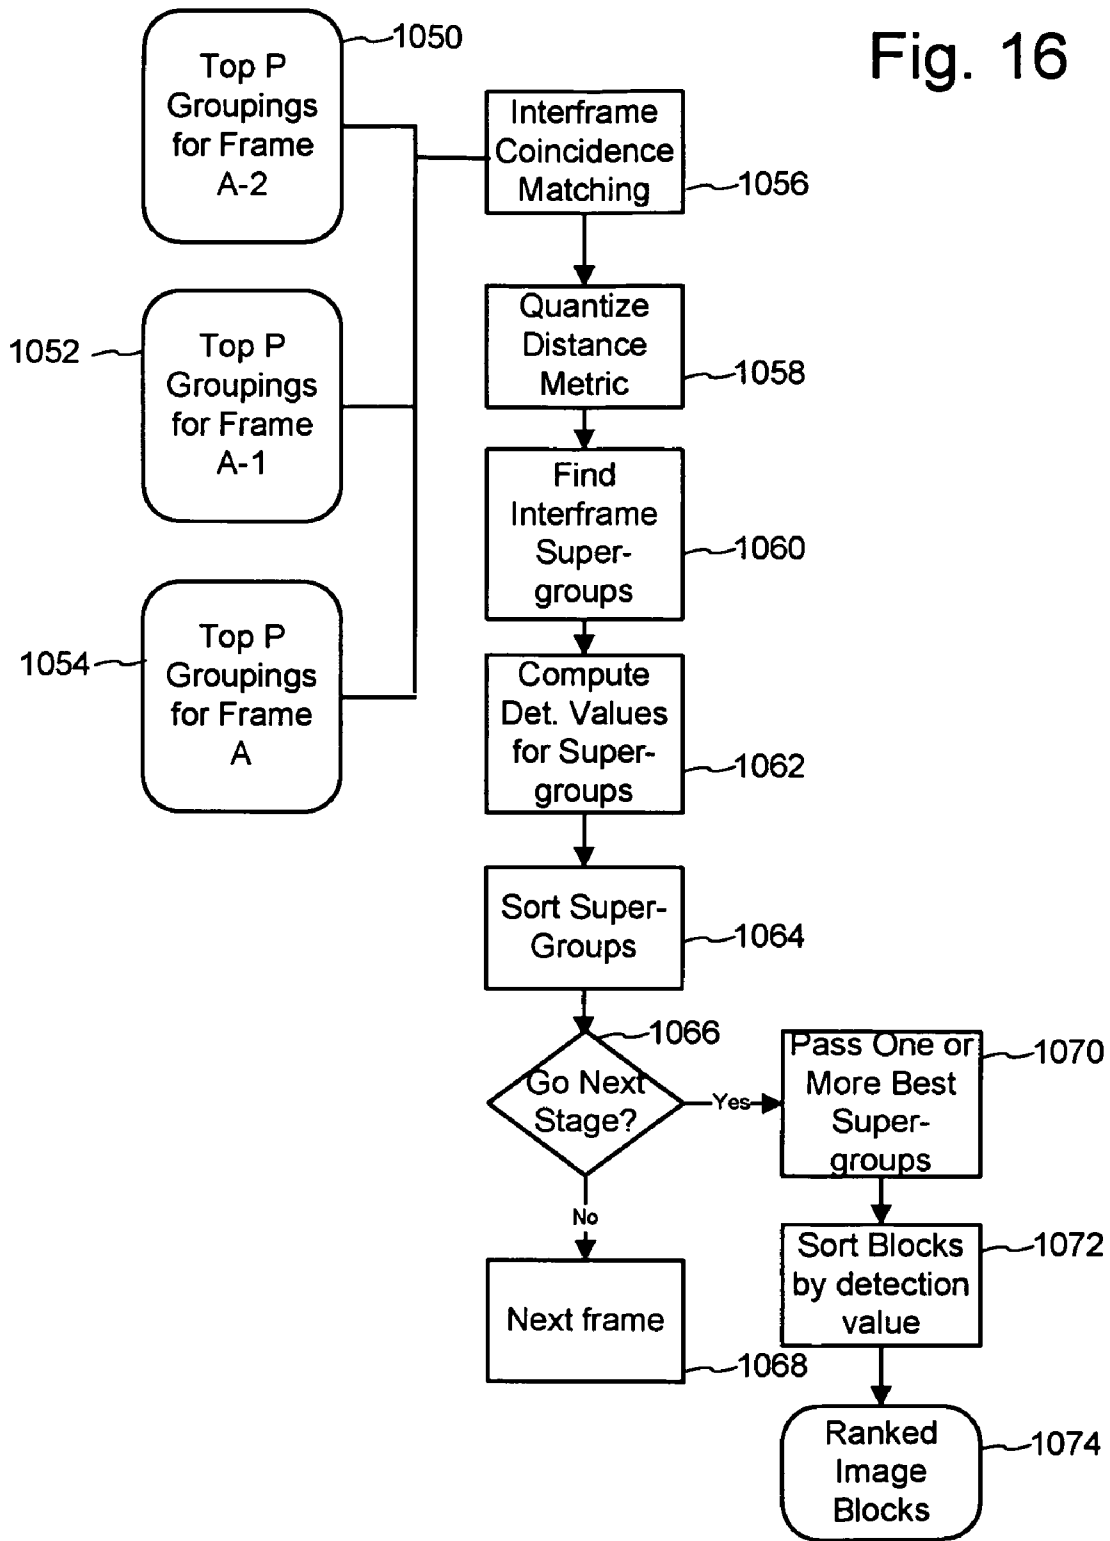 Fig. 16
Top P
Groupings
for Frame
A-2
1050
Top P
Groupings
for Frame
A-1
1052
Top P
Groupings
for Frame
A
1054
Interframe
Coincidence
Matching
1056
Quantize
Distance
Metric
1058
Find
Interframe
Super-
groups
1060
Compute
Det. Values
for Super-
groups
1062
Sort Super-
Groups
1064
Go Next
Stage?
1066
Yes
No
Next frame
1068
Pass One or
More Best
Super-
groups
1070
Sort Blocks
by detection
value
1072
Ranked
Image
Blocks
1074